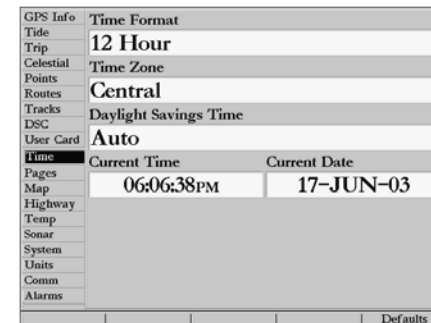 GPS Info
Tide
Trip
Celestial
Points
Routes
Tracks
DSC
User Card
Time
Pages
Map
Highway
Temp
Sonar
System
Units
Comm
Alarms
Time Format
12 Hour
Time Zone
Central
Daylight Savings Time
Auto
Current Time Current Date
06:06:38PM 17-JUN-03
Defaults